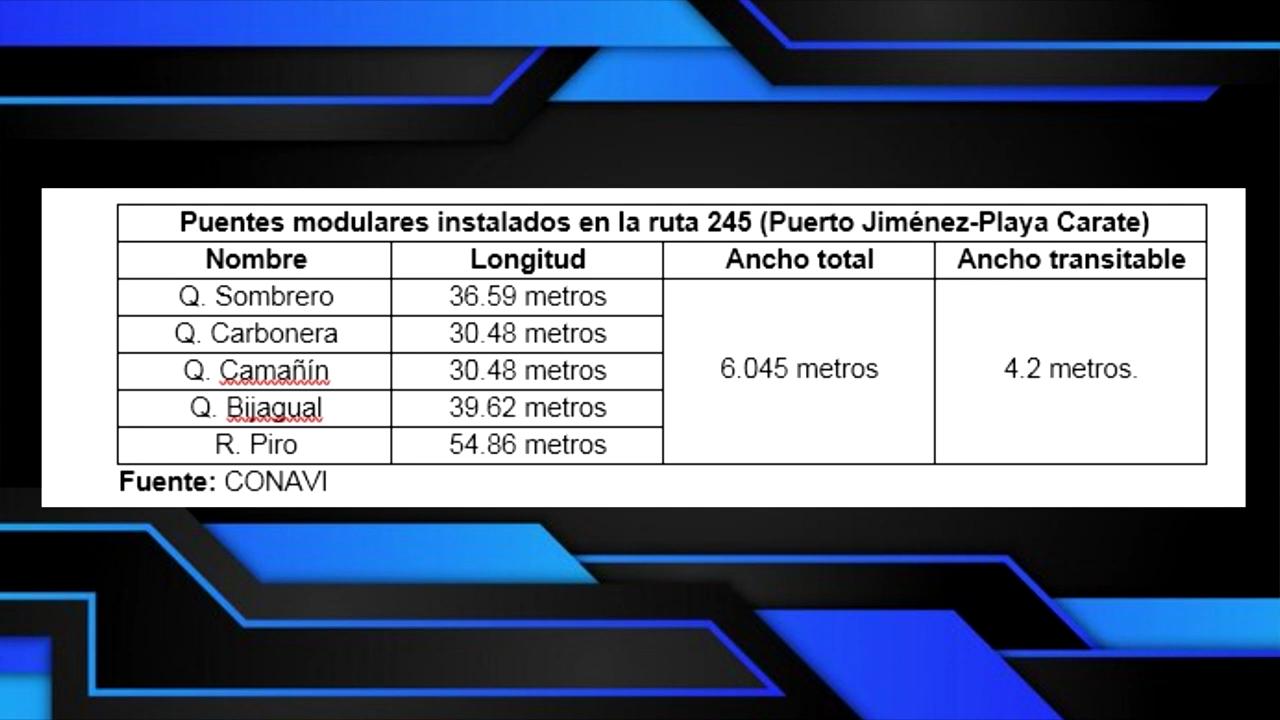 Puentes modulares instalados en la ruta 245 (Puerto Jiménez-Playa Carate)
Nombre Longitud Ancho total Ancho transitable
Q. Sombrero 36.59 metros
Q. Carbonera 30.48 metros
Q. Camañín 30.48 metros 6.045 metros 4.2 metros.
Q. Bijagual 39.62 metros
R. Piro 54.86 metros
Fuente: CONAVI